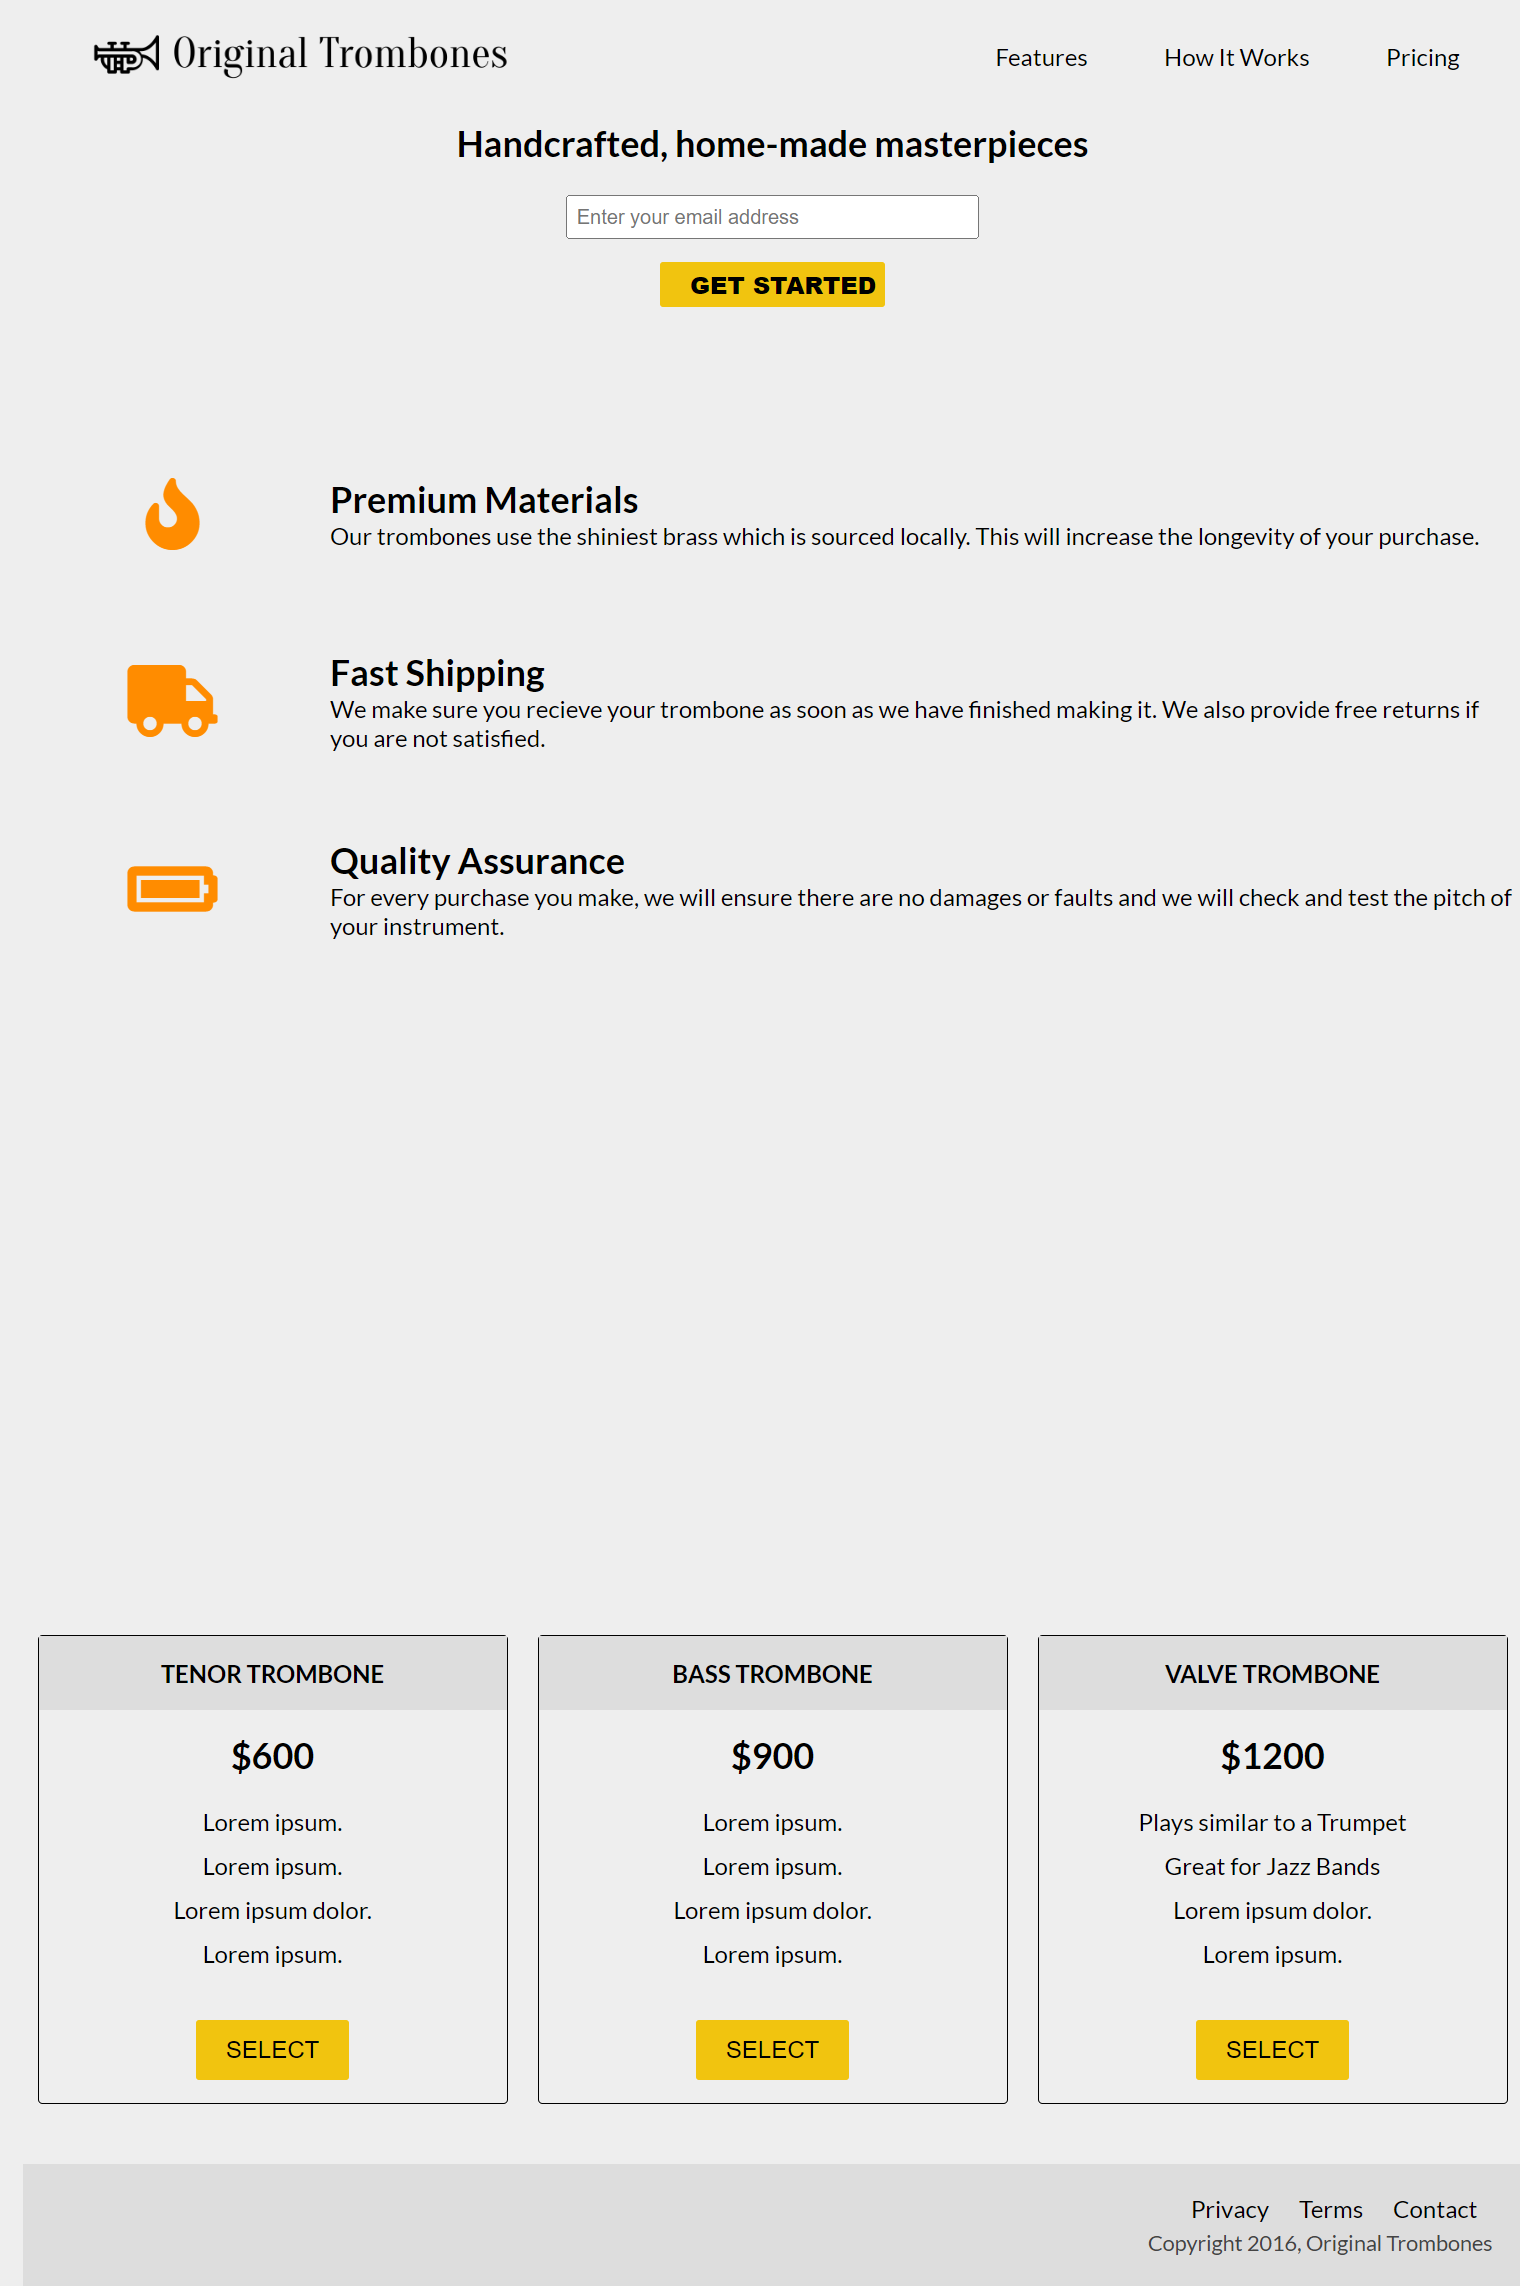 Original Trombones
Features
How It Works
Pricing
Handcrafted, home-made masterpieces
Enter your email address
GET STARTED
Premium Materials
Our trombones use the shiniest brass which is sourced locally. This will increase the longevity of your purchase.
Fast Shipping
We make sure you recieve your trombone as soon as we have finished making it. We also provide free returns if
you are not satisfied.
Quality Assurance
For every purchase you make, we will ensure there are no damages or faults and we will check and test the pitch of
your instrument.
TENOR TROMBONE
$600
Lorem ipsum.
Lorem ipsum.
Lorem ipsum dolor.
Lorem ipsum.
SELECT
BASS TROMBONE
$900
Lorem ipsum.
Lorem ipsum.
Lorem ipsum dolor.
Lorem ipsum.
SELECT
VALVE TROMBONE
$1200
Plays similar to a Trumpet
Great for Jazz Bands
Lorem ipsum dolor.
Lorem ipsum.
SELECT
Privacy
Terms
Contact
Copyright 2016, Original Trombones